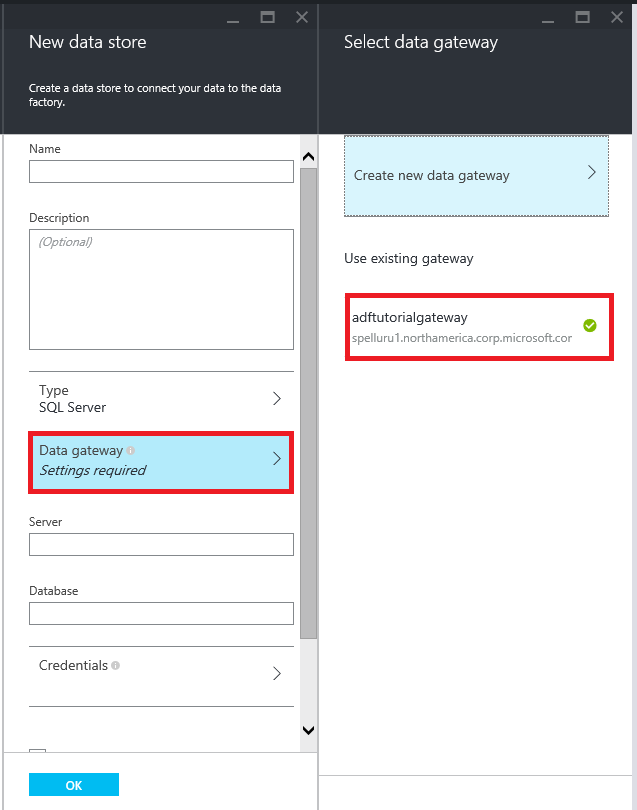 New data store
Create a data store to connect your data to the data
factory.
Name
Description
(Optional)
Type
SQL Server
Data gateway
Settings required
Server
Database
Credentials
OK
Select data gateway
Create new data gateway
Use existing gateway
adftutorialgateway
spelluru1.northamerica.corp.microsoft.cor